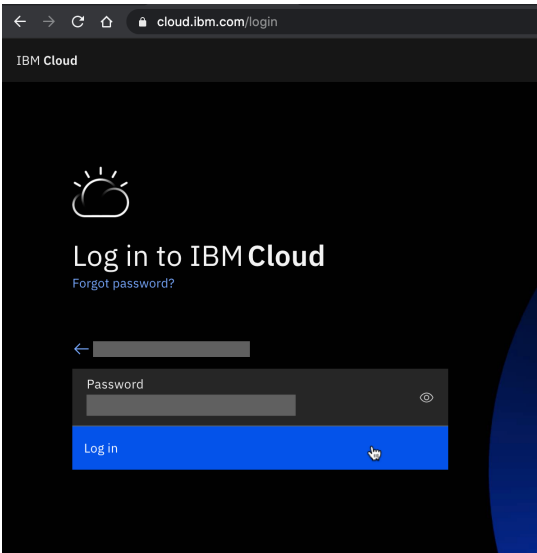 cloud.ibm.com/login
IBM Cloud
Log in to IBM Cloud
Forgot password?
Password
Log in